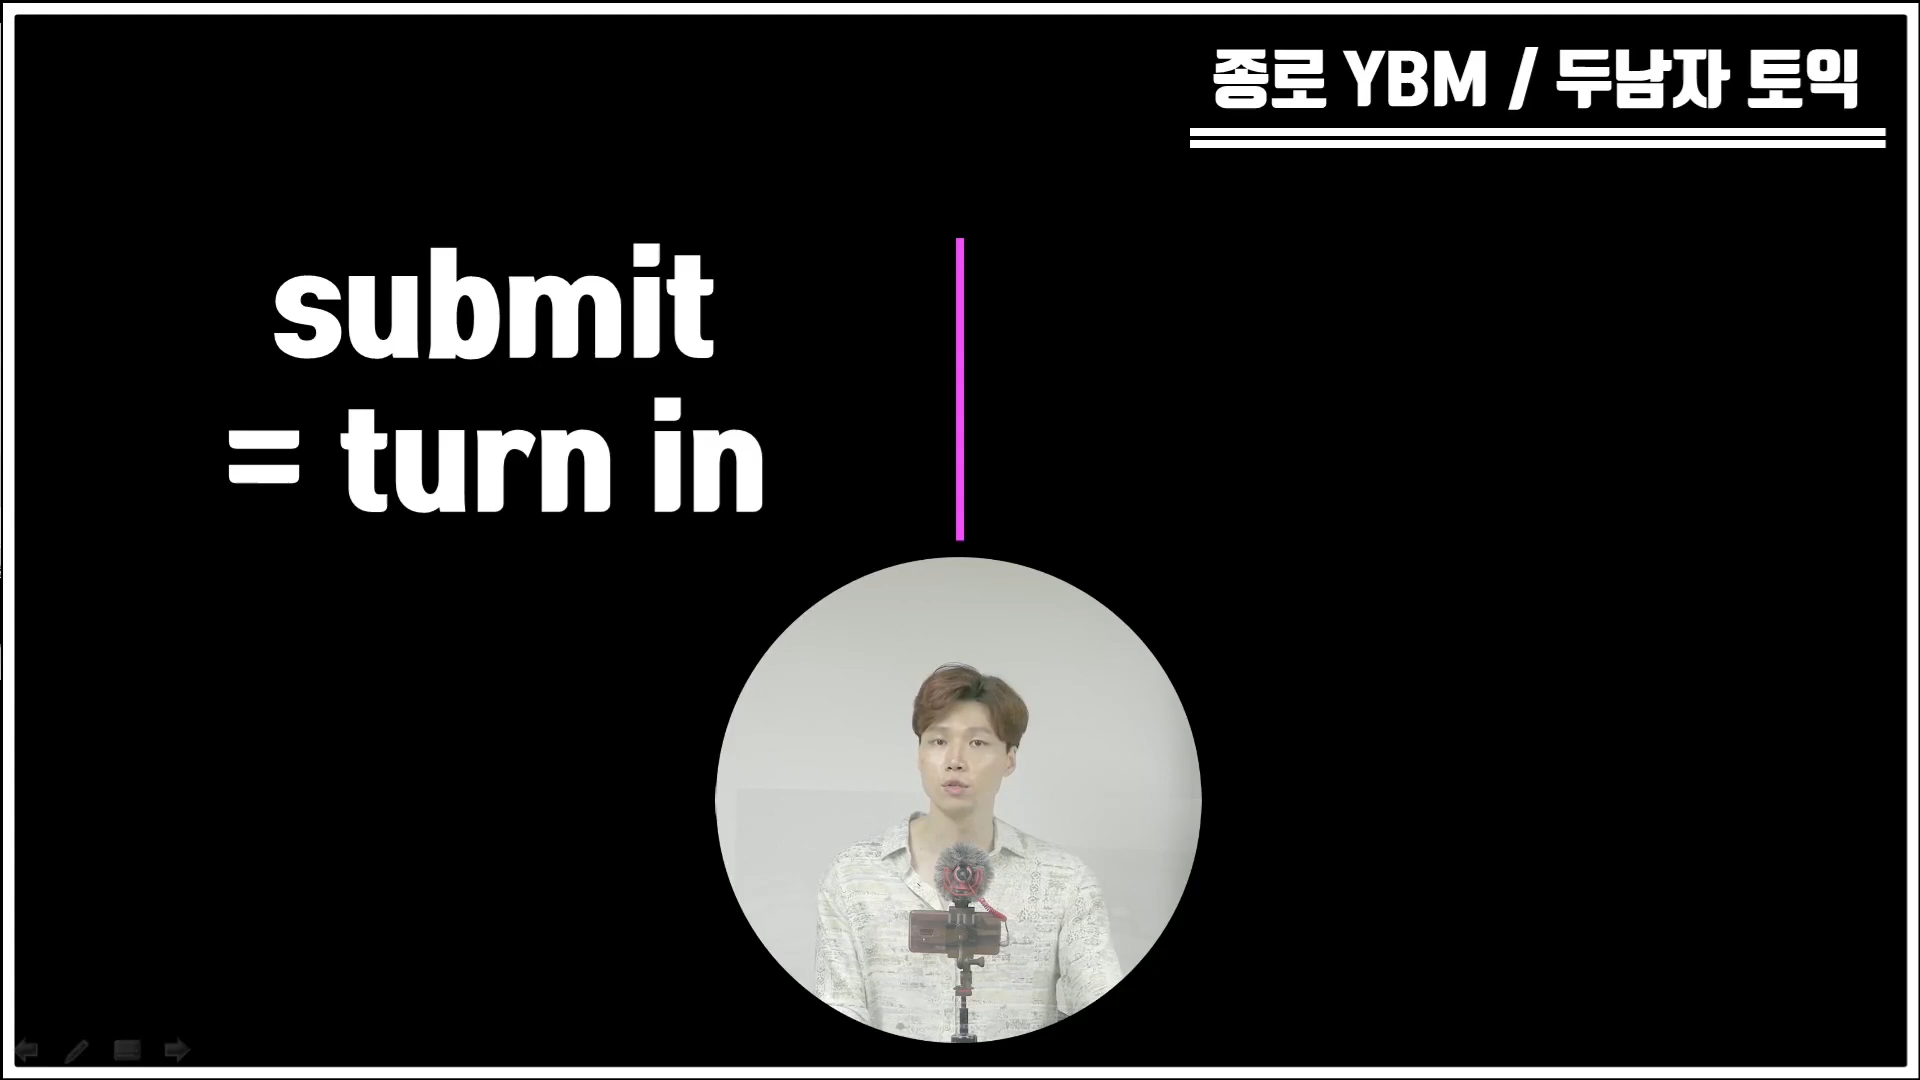 종로 YBM / 두남자 토익
submit
= turn in